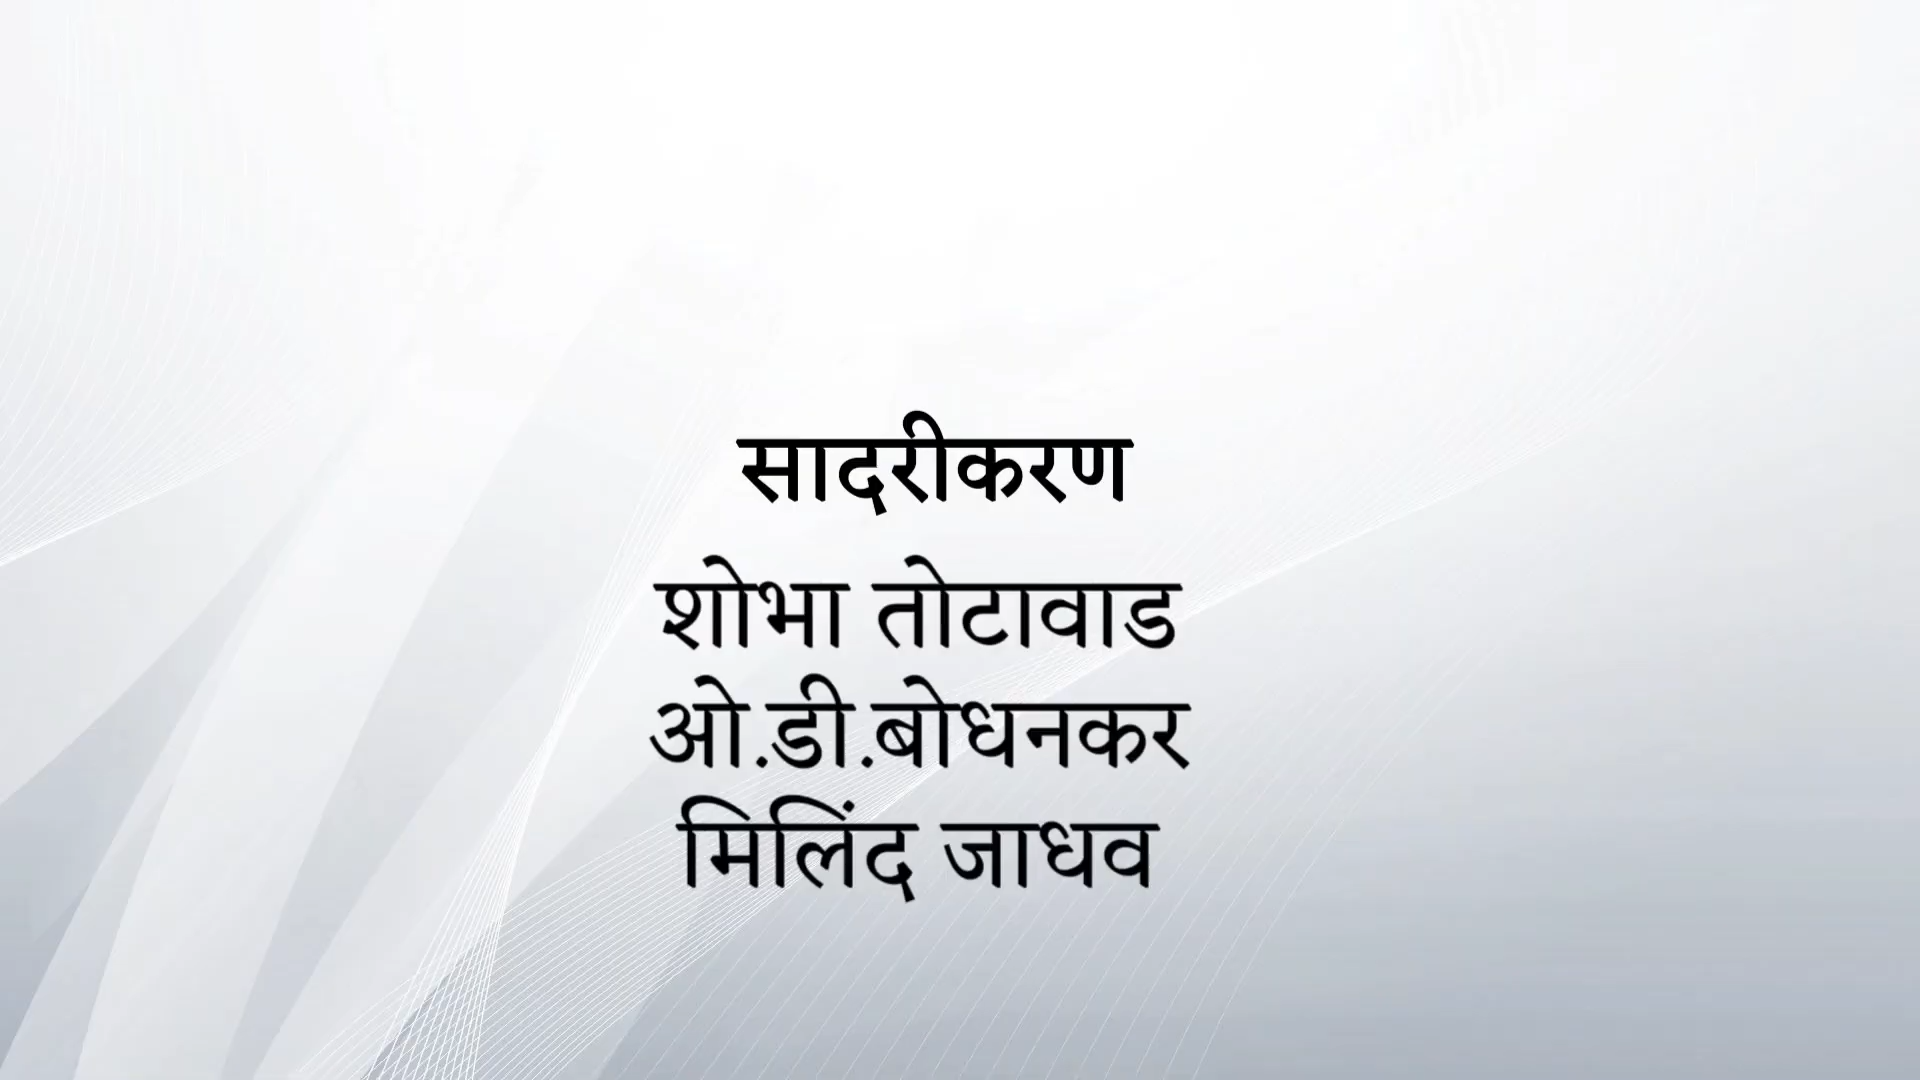 सादरीकरण
शोभा तोटावाड
ओ.डी.बोधनकर
मिलिंद जाधव